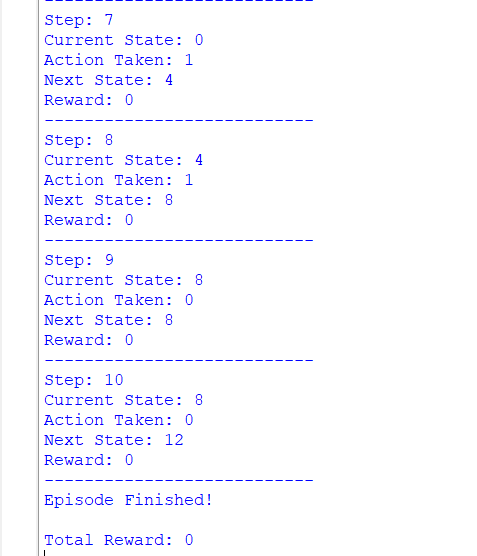 ---------------------------
Step: 7
Current State: 0
Action Taken: 1
Next State: 4
Reward: 0
---------------------------
Step: 8
Current State: 4
Action Taken: 1
Next State: 8
Reward: 0
---------------------------
Step: 9
Current State: 8
Action Taken: 0
Next State: 8
Reward: 0
---------------------------
Step: 10
Current State: 8
Action Taken: 0
Next State: 12
Reward: 0
---------------------------
Episode Finished!
Total Reward: 0